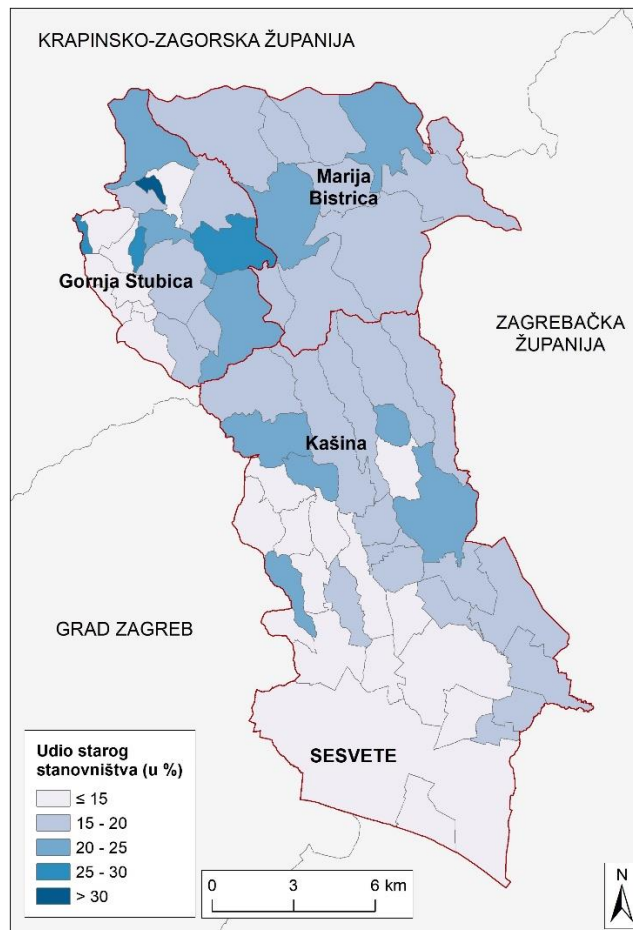 KRAPINSKO-ZAGORSKA ŽUPANIJA
Marija
Bistrica
Gornja Stubica
ZAGREBAČKA
ŽUPANIJA
Kašina
GRAD ZAGREB
SESVETE
Udio starog
stanovništva (u %)
≤ 15
15 - 20
20 - 25
25 - 30
> 30
0 3 6 km
N